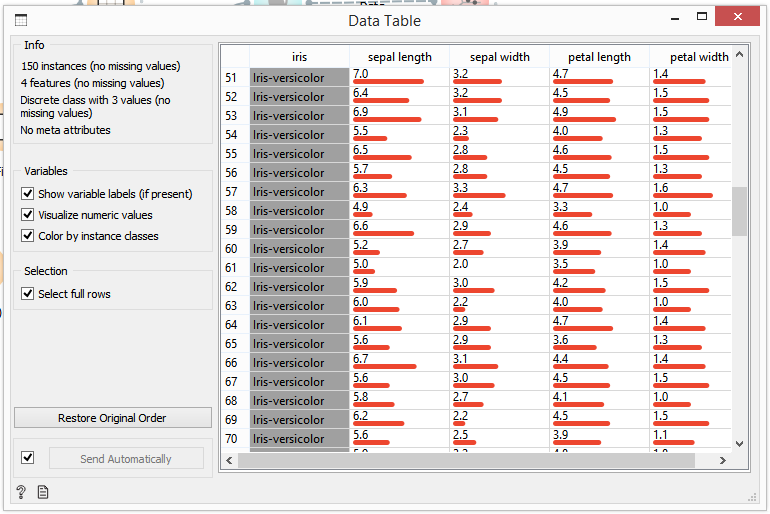 Data
Data Table
Info
150 instances (no missing values)
4 features (no missing values)
Discrete class with 3 values (no
missing values)
No meta attributes
Variables
Show variable labels (if present)
Visualize numeric values
Color by instance classes
Selection
Select full rows
Restore Original Order
Send Automatically
iris sepal length sepal width petal length petal width
51 Iris-versicolor 7.0 3.2 4.7 1.4
52 Iris-versicolor 6.4 3.2 4.5 1.5
53 Iris-versicolor 6.9 3.1 4.9 1.5
54 Iris-versicolor 5.5 2.3 4.0 1.3
55 Iris-versicolor 6.5 2.8 4.6 1.5
56 Iris-versicolor 5.7 2.8 4.5 1.3
57 Iris-versicolor 6.3 3.3 4.7 1.6
58 Iris-versicolor 4.9 2.4 3.3 1.0
59 Iris-versicolor 6.6 2.9 4.6 1.3
60 Iris-versicolor 5.2 2.7 3.9 1.4
61 Iris-versicolor 5.0 2.0 3.5 1.0
62 Iris-versicolor 5.9 3.0 4.2 1.5
63 Iris-versicolor 6.0 2.2 4.0 1.0
64 Iris-versicolor 6.1 2.9 4.7 1.4
65 Iris-versicolor 5.6 2.9 3.6 1.3
66 Iris-versicolor 6.7 3.1 4.4 1.4
67 Iris-versicolor 5.6 3.0 4.5 1.5
68 Iris-versicolor 5.8 2.7 4.1 1.0
69 Iris-versicolor 6.2 2.2 4.5 1.5
70 Iris-versicolor 5.6 2.5 3.9 1.1